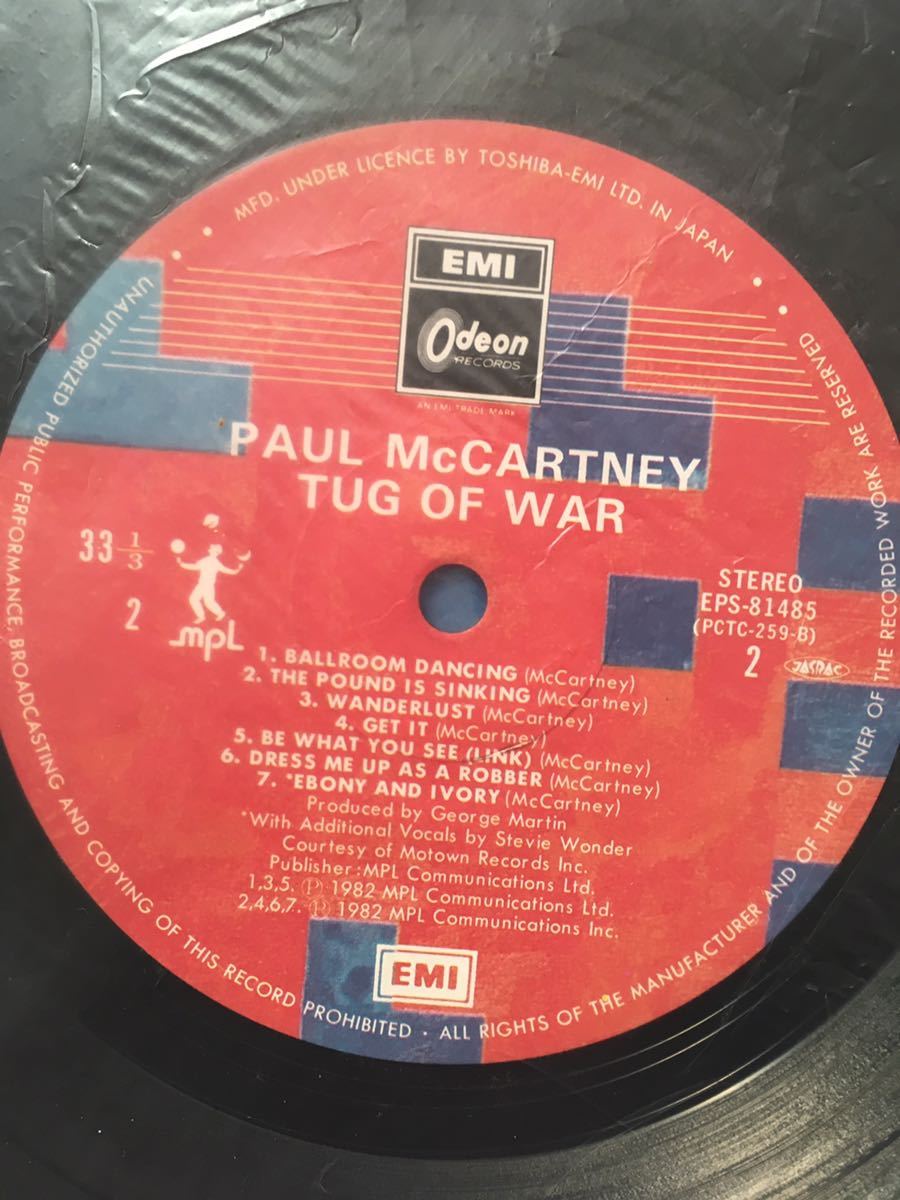 MFD. UNDER LICENCE BY TOSHIBA-EMI LTD. IN JAPAN
EMI
Odeon
RECORDS
AN EMI TRADE MARK
PAUL McCARTNEY
TUG OF WAR
33 1/3
2
mpL
STEREO
EPS-81485
(PCTC-259-B)
2 JASRAC
1. BALLROOM DANCING (McCartney)
2. THE POUND IS SINKING (McCartney)
3. WANDERLUST (McCartney)
4. GET IT (McCartney)
5. BE WHAT YOU SEE (LINK) (McCartney)
6. DRESS ME UP AS A ROBBER (McCartney)
7. *EBONY AND IVORY (McCartney)
Produced by George Martin
*With Additional Vocals by Stevie Wonder
Courtesy of Motown Records Inc.
Publisher: MPL Communications Ltd.
1,3,5. ℗ 1982 MPL Communications Ltd.
2,4,6,7. ℗ 1982 MPL Communications Inc.
EMI
UNAUTHORIZED PUBLIC PERFORMANCE, BROADCASTING AND COPYING OF THIS RECORD PROHIBITED · ALL RIGHTS OF THE MANUFACTURER AND OF THE OWNER OF THE RECORDED WORK ARE RESERVED